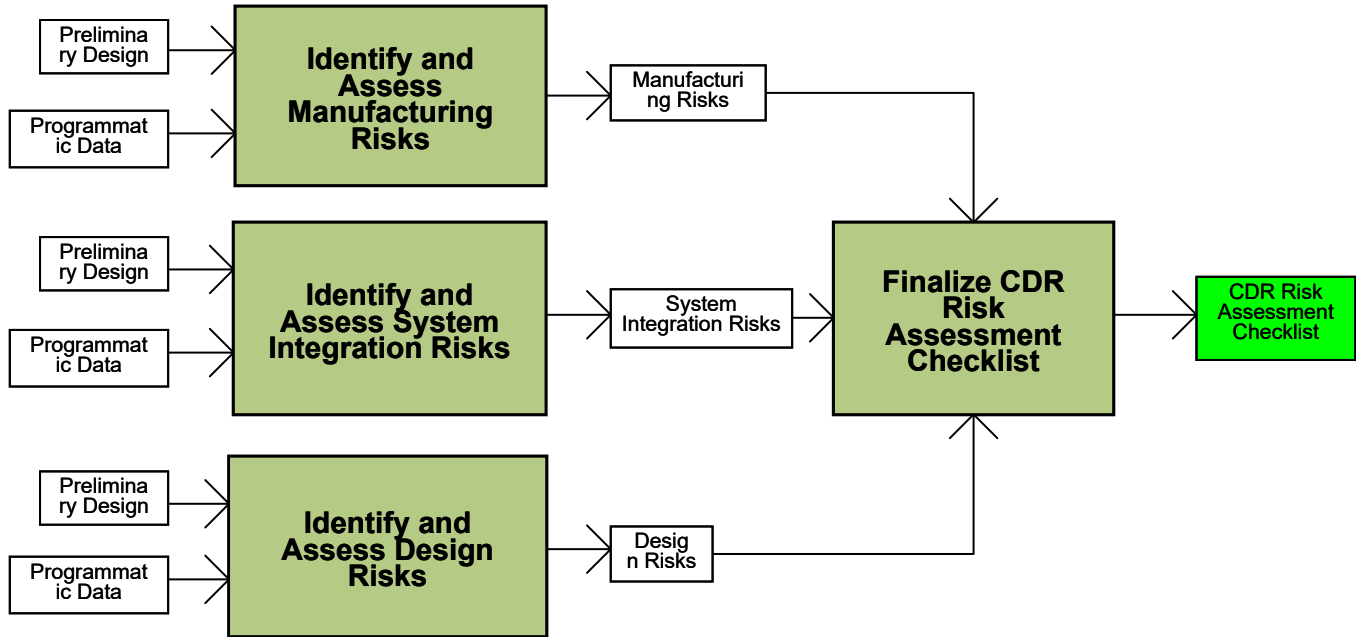 Prelimina
ry Design
Programmat
ic Data
Identify and
Assess
Manufacturing
Risks
Manufacturi
ng Risks
Prelimina
ry Design
Programmat
ic Data
Identify and
Assess System
Integration Risks
System
Integration Risks
Finalize CDR
Risk
Assessment
Checklist
CDR Risk
Assessment
Checklist
Prelimina
ry Design
Programmat
ic Data
Identify and
Assess Design
Risks
Desig
n Risks